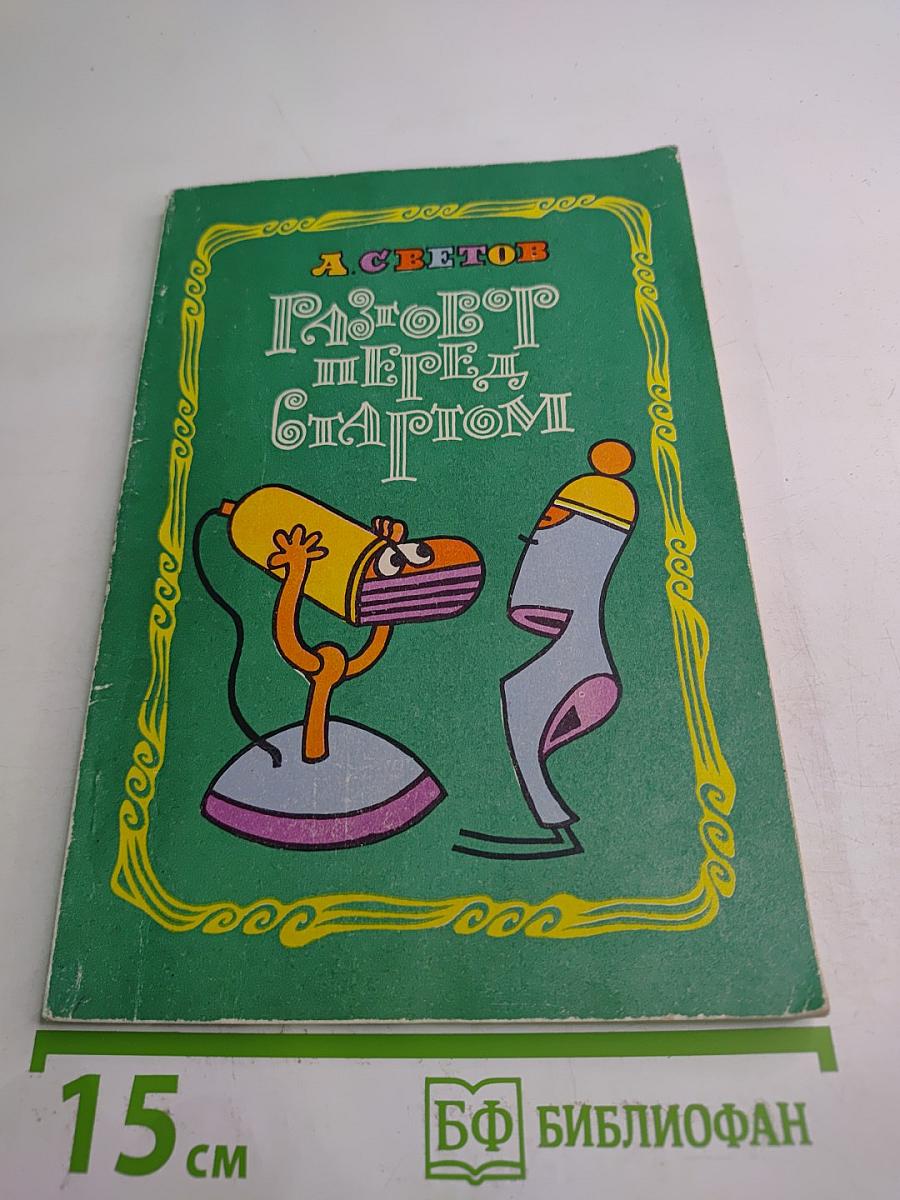 А. СВЕТОВ
РАЗГОВОР
ПЕРЕД
СТАРТОМ
15 см
БФ БИБЛИОФАН